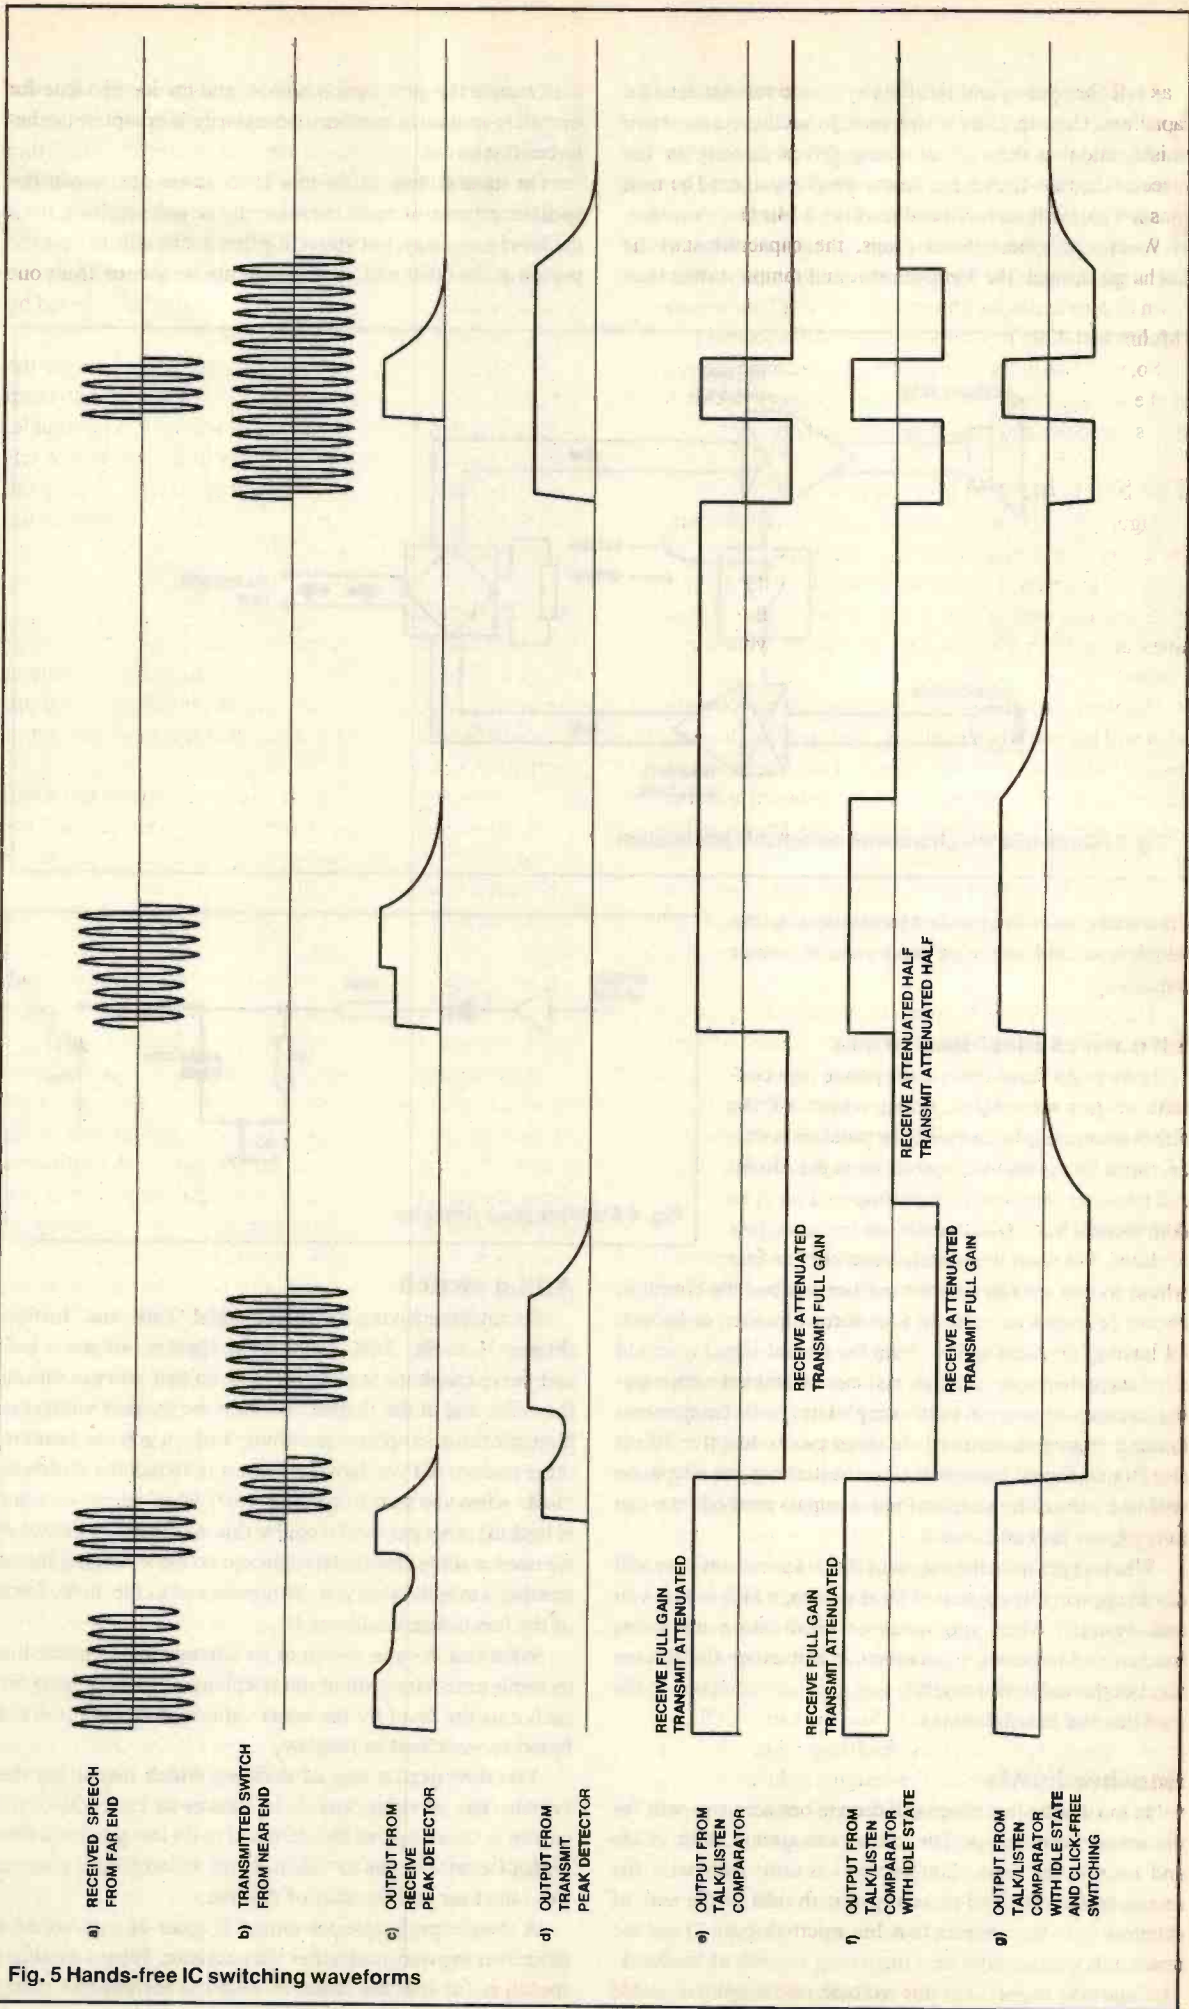 a) RECEIVED SPEECH
FROM FAR END
b) TRANSMITTED SWITCH
FROM NEAR END
c) OUTPUT FROM
RECEIVE
PEAK DETECTOR
d) OUTPUT FROM
TRANSMIT
PEAK DETECTOR
e) OUTPUT FROM
TALK/LISTEN
COMPARATOR
RECEIVE FULL GAIN
TRANSMIT ATTENUATED
RECEIVE ATTENUATED
TRANSMIT FULL GAIN
f) OUTPUT FROM
TALK/LISTEN
COMPARATOR
WITH IDLE STATE
RECEIVE FULL GAIN
TRANSMIT ATTENUATED
RECEIVE ATTENUATED
TRANSMIT FULL GAIN
RECEIVE ATTENUATED HALF
TRANSMIT ATTENUATED HALF
g) OUTPUT FROM
TALK/LISTEN
COMPARATOR
WITH IDLE STATE
AND CLICK-FREE
SWITCHING
Fig. 5 Hands-free IC switching waveforms